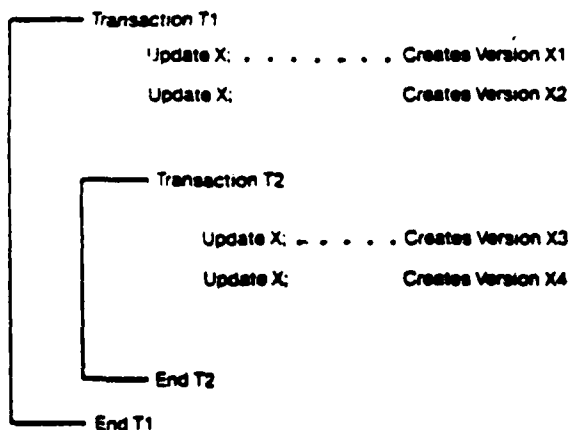 Transaction T1
Update X; . . . . . . Creates Version X1
Update X; Creates Version X2
Transaction T2
Update X; . . . . . Creates Version X3
Update X; Creates Version X4
End T2
End T1